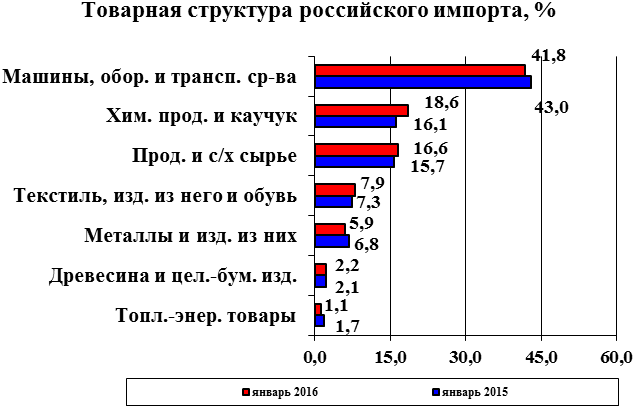 Товарная структура российского импорта, %
Машины, обор. и трансп. ср-ва
41,8
43,0
Хим. прод. и каучук
18,6
16,1
Прод. и с/х сырье
16,6
15,7
Текстиль, изд. из него и обувь
7,9
7,3
Металлы и изд. из них
5,9
6,8
Древесина и цел.-бум. изд.
2,2
2,1
Топл.-энер. товары
1,1
1,7
0,0 15,0 30,0 45,0 60,0
январь 2016 январь 2015